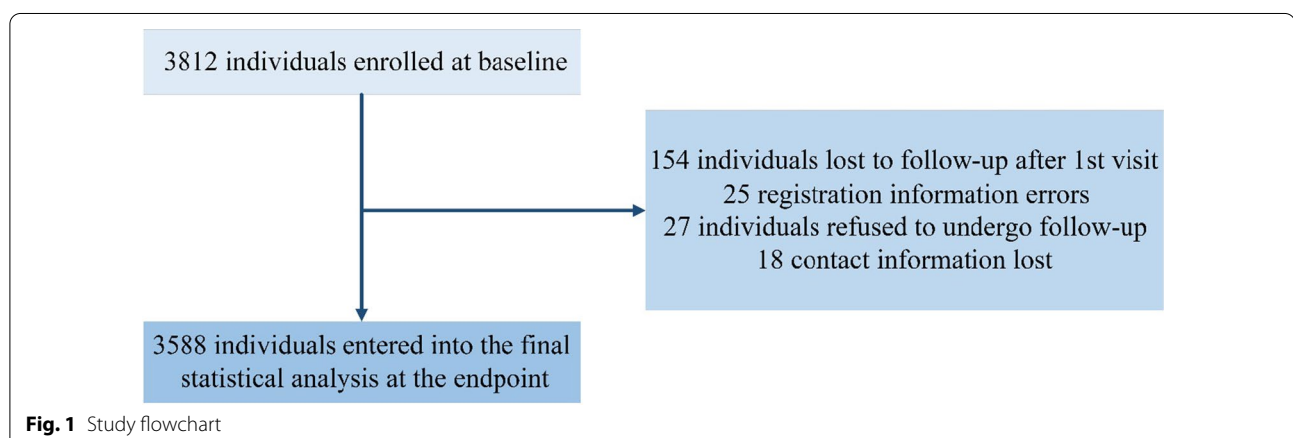 3812 individuals enrolled at baseline
154 individuals lost to follow-up after 1st visit
25 registration information errors
27 individuals refused to undergo follow-up
18 contact information lost
3588 individuals entered into the final
statistical analysis at the endpoint
Fig. 1 Study flowchart